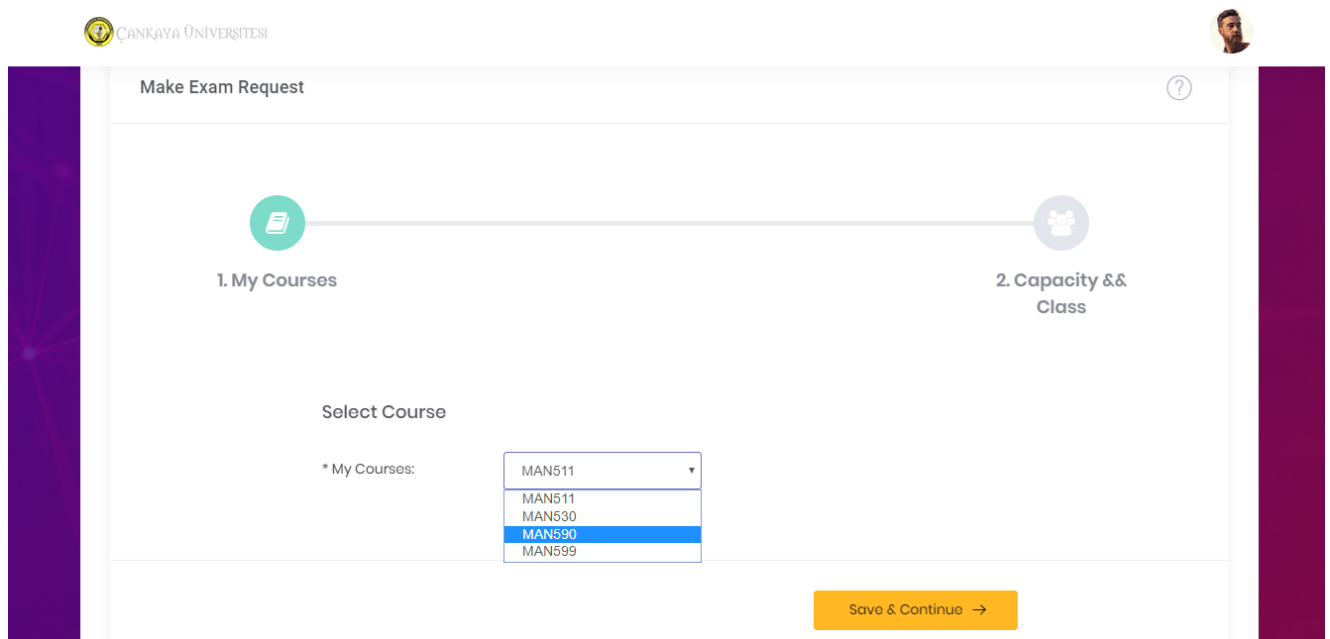 ÇANKAYA ÜNİVERSİTESİ
Make Exam Request
?
1. My Courses
2. Capacity &&
Class
Select Course
* My Courses:
MAN511
MAN511
MAN530
MAN590
MAN599
Save & Continue →